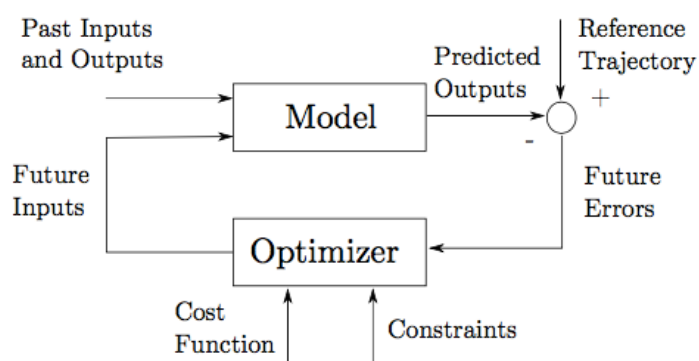 Past Inputs
and Outputs
Reference
Trajectory
Predicted
Outputs
+
Model
-
Future
Inputs
Future
Errors
Optimizer
Cost
Function
Constraints